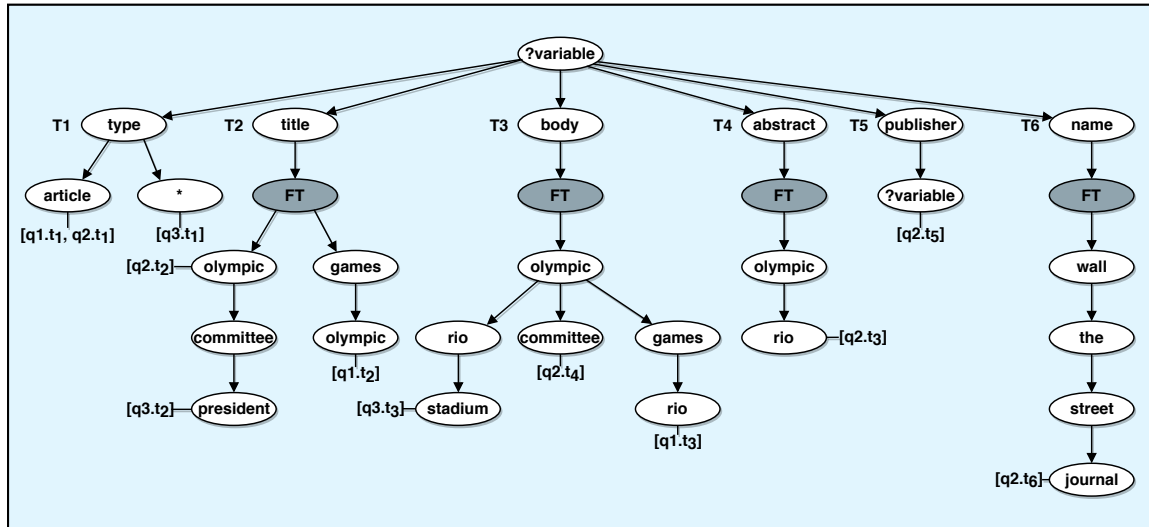 ?variable
T1 type T2 title T3 body T4 abstract T5 publisher T6 name
article * FT FT FT ?variable FT
[q1.t1, q2.t1] [q3.t1] [q2.t5]
[q2.t2] olympic games olympic olympic wall
committee olympic rio committee games rio [q2.t3] the
[q1.t2] [q2.t4]
[q3.t2] president [q3.t3] stadium rio street
[q1.t3]
[q2.t6] journal